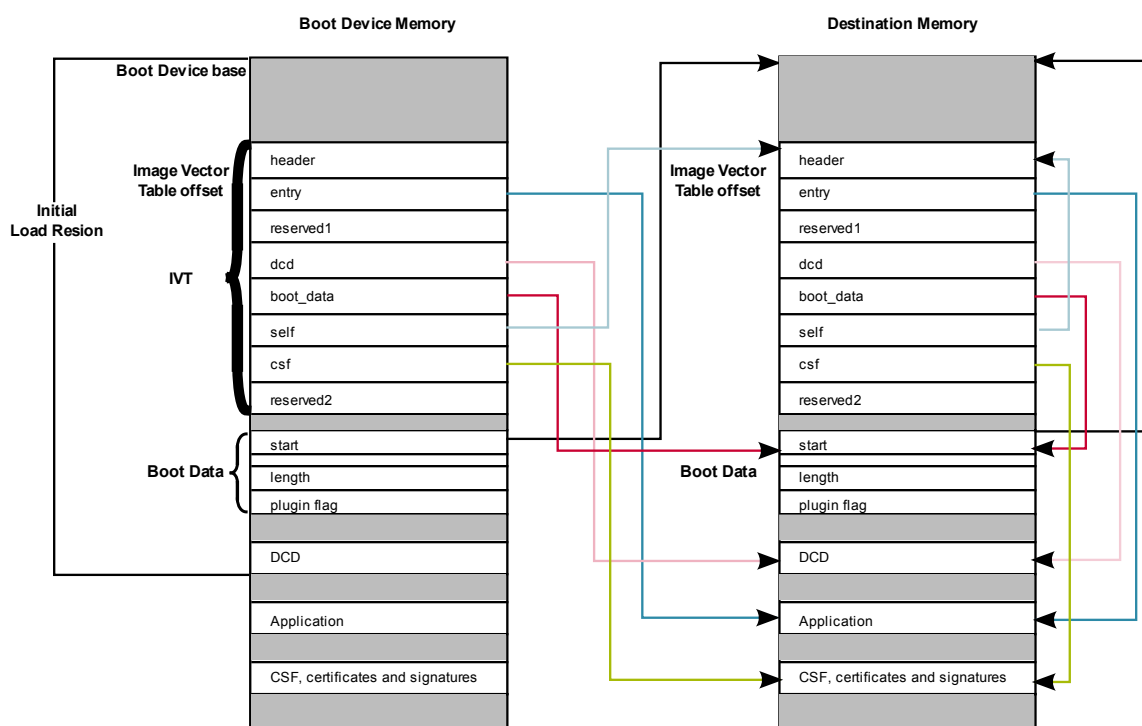 Boot Device Memory
Destination Memory
Boot Device base
Image Vector
Table offset
Initial
Load Resion
IVT
Boot Data
header
entry
reserved1
dcd
boot_data
self
csf
reserved2
start
length
plugin flag
DCD
Application
CSF, certificates and signatures
Image Vector
Table offset
Boot Data
header
entry
reserved1
dcd
boot_data
self
csf
reserved2
start
length
plugin flag
DCD
Application
CSF, certificates and signatures